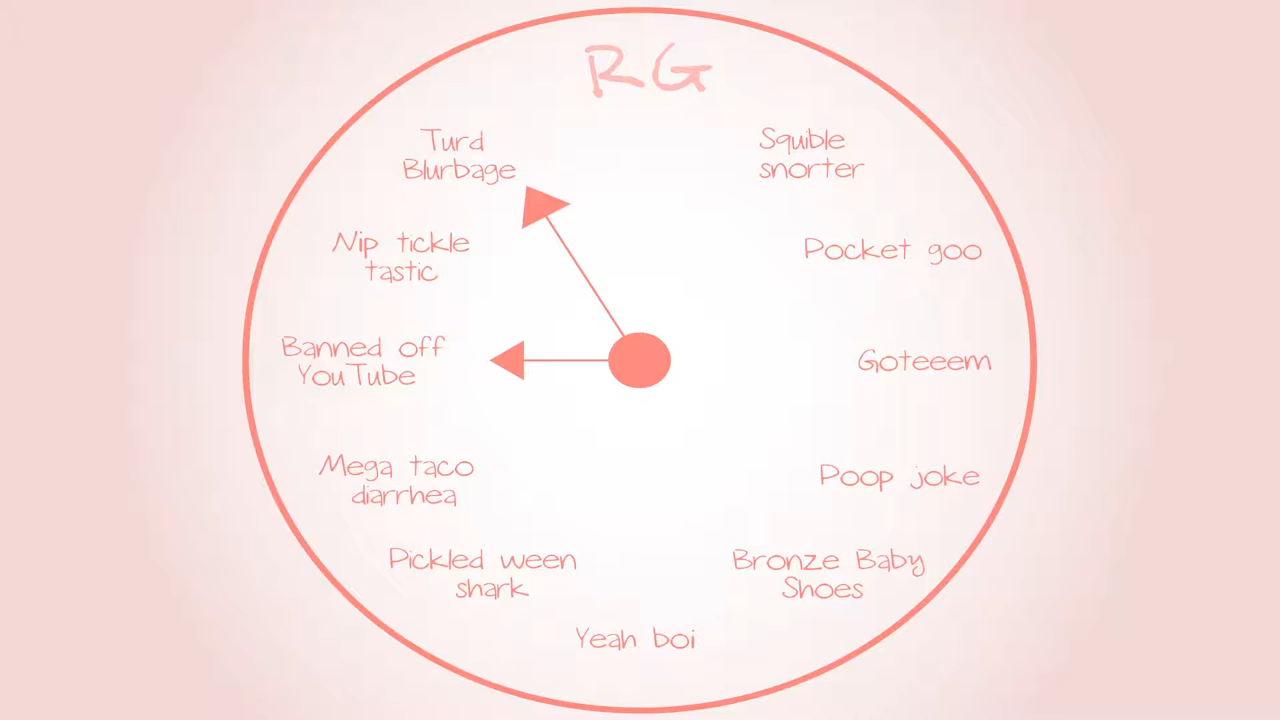 RG
Turd
Blurbage
Squible
snorter
Nip tickle
tastic
Pocket goo
Banned off
YouTube
Goteeem
Mega taco
diarrhea
Poop joke
Pickled ween
shark
Bronze Baby
Shoes
Yeah boi